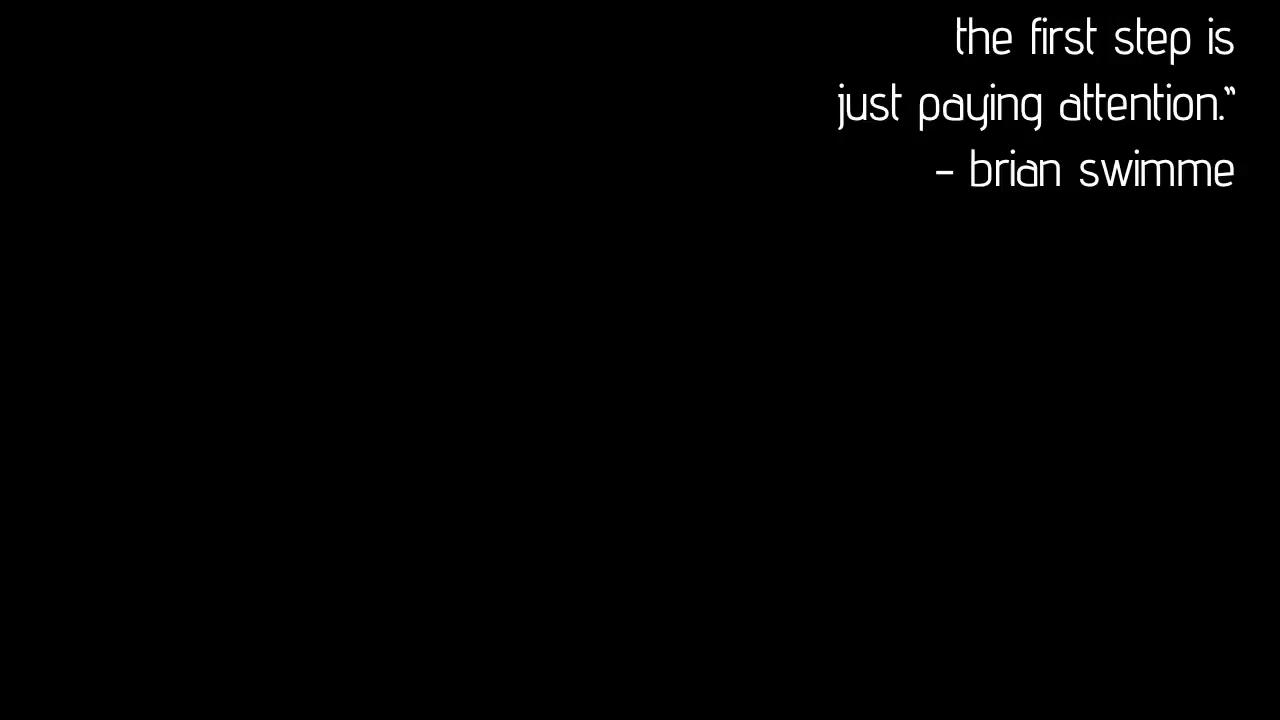 the first step is
just paying attention.”
- brian swimme